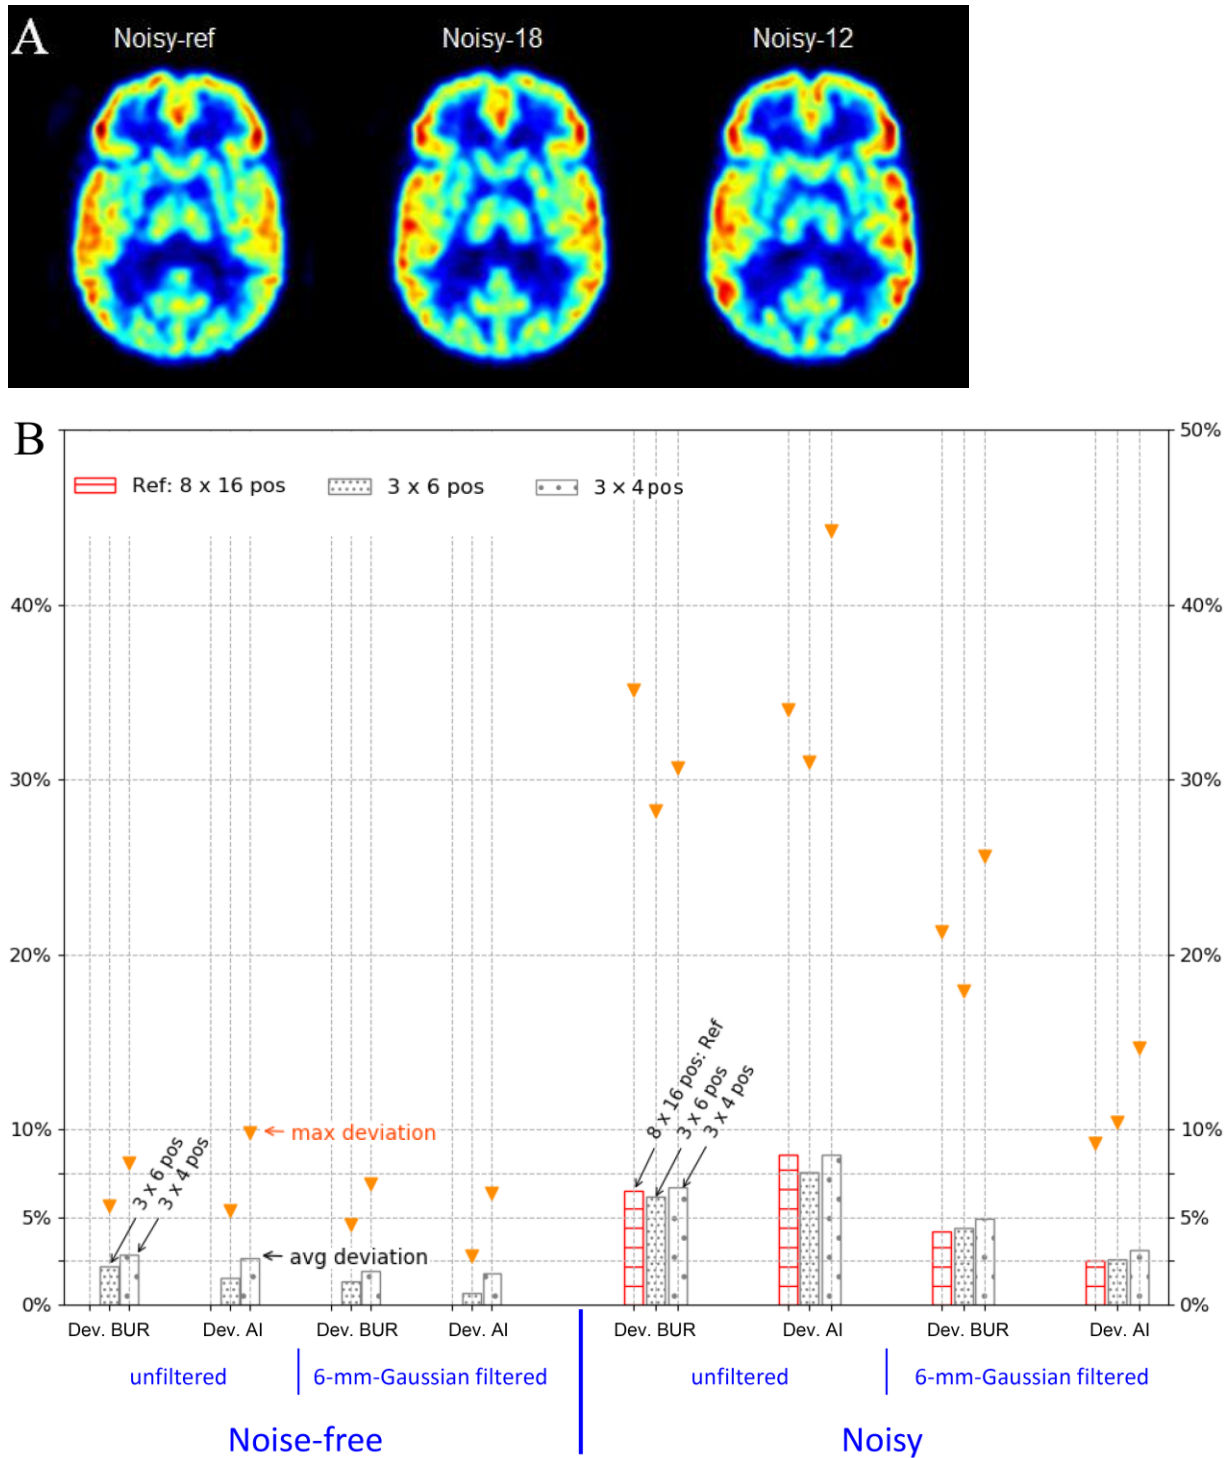 A
Noisy-ref Noisy-18 Noisy-12
B
50%
Ref: 8 x 16 pos 3 x 6 pos 3 × 4 pos
40% 40%
30% 30%
20% 20%
8 x 16 pos: Ref
3 x 6 pos
3 x 4 pos
10% 10%
max deviation
3 x 6 pos
3 x 4 pos
5% 5%
avg deviation
0% 0%
Dev. BUR Dev. AI Dev. BUR Dev. AI Dev. BUR Dev. AI Dev. BUR Dev. AI
unfiltered 6-mm-Gaussian filtered unfiltered 6-mm-Gaussian filtered
Noise-free Noisy